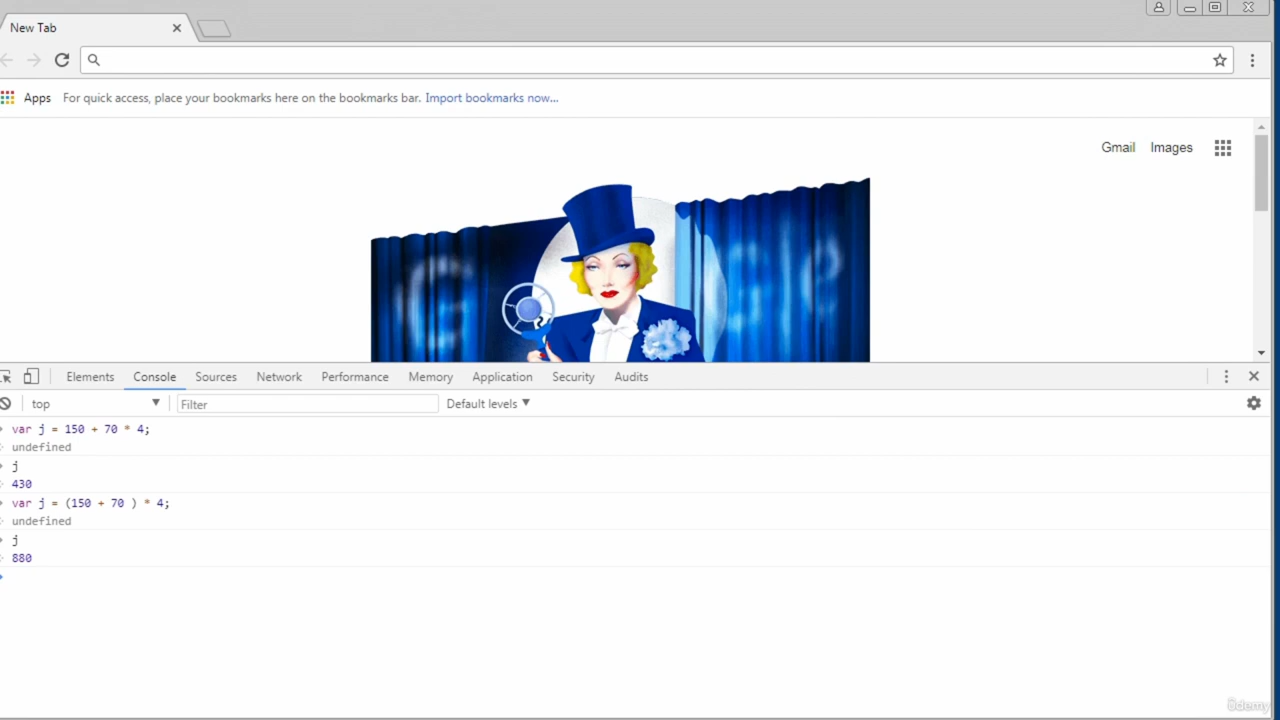 New Tab
Apps For quick access, place your bookmarks here on the bookmarks bar. Import bookmarks now...
Gmail Images
G gle
Elements Console Sources Network Performance Memory Application Security Audits
top Filter Default levels
var j = 150 + 70 * 4;
undefined
j
430
var j = (150 + 70 ) * 4;
undefined
j
880
ûdemy